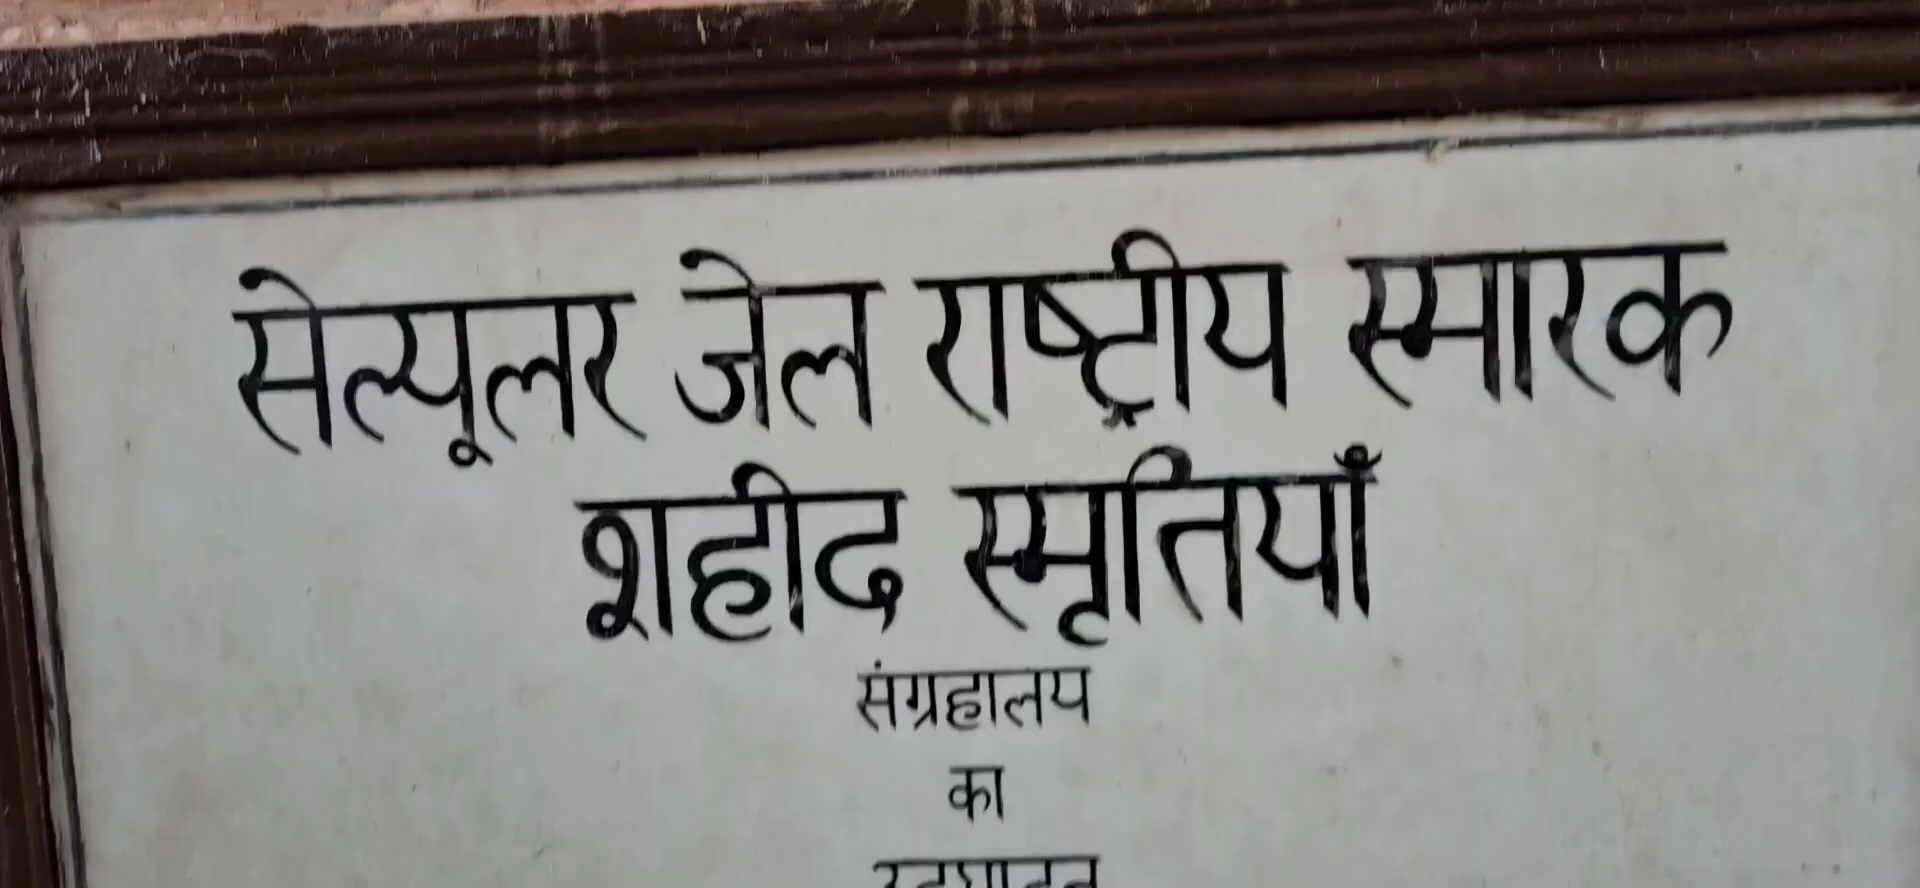 सेल्यूलर जेल राष्ट्रीय स्मारक
शहीद स्मृतियाँ
संग्रहालय
का